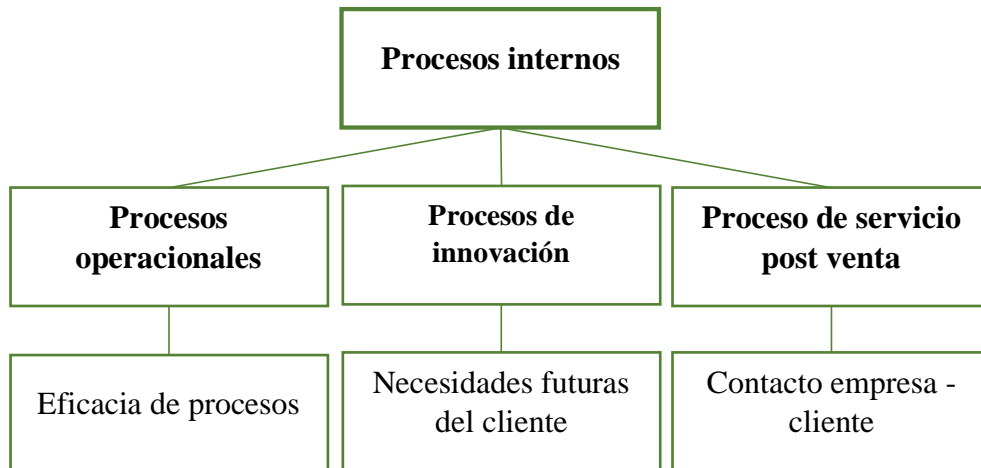 Procesos internos
Procesos
operacionales
Procesos de
innovación
Proceso de servicio
post venta
Eficacia de procesos
Necesidades futuras
del cliente
Contacto empresa -
cliente